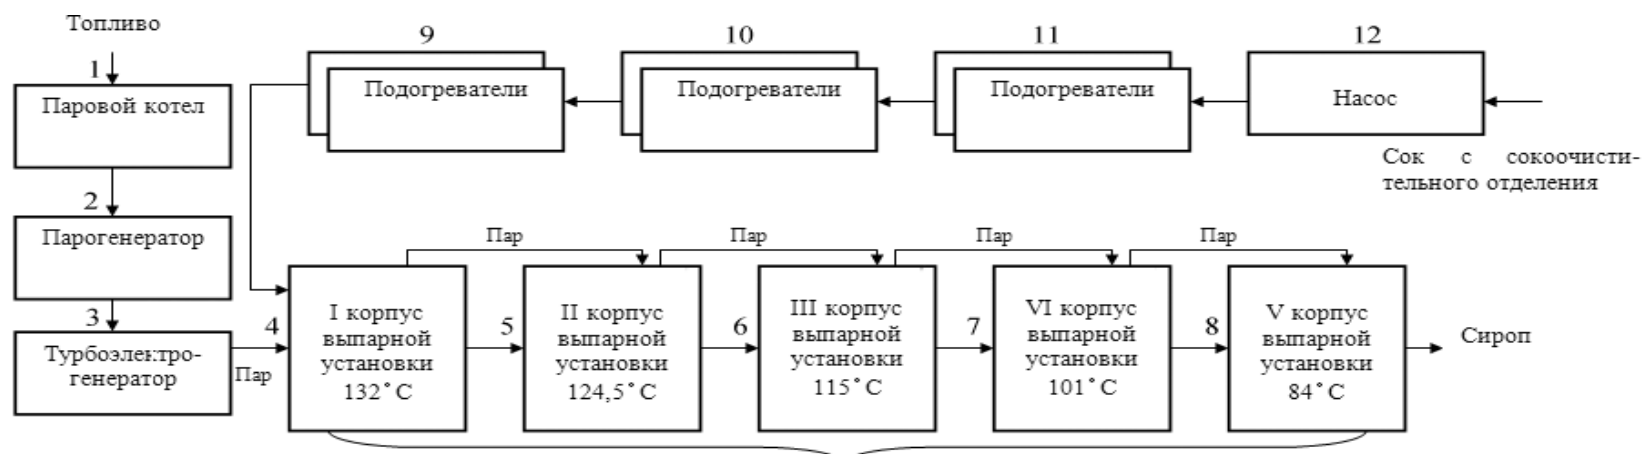 Топливо
1
Паровой котел
2
Парогенератор
3
Турбоэлектро-
генератор
Пар
9
Подогреватели
10
Подогреватели
11
Подогреватели
12
Насос
Сок с сокоочисти-
тельного отделения
4
I корпус
выпарной
установки
132˚С
Пар
5
II корпус
выпарной
установки
124,5˚С
Пар
6
III корпус
выпарной
установки
115˚С
Пар
7
VI корпус
выпарной
установки
101˚С
Пар
8
V корпус
выпарной
установки
84˚С
Сироп